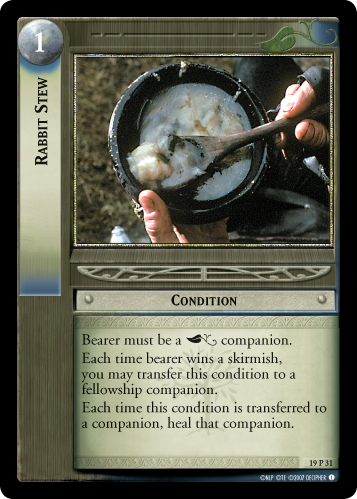 1
RABBIT STEW
CONDITION
Bearer must be a companion.
Each time bearer wins a skirmish,
you may transfer this condition to a
fellowship companion.
Each time this condition is transferred to
a companion, heal that companion.
19 P 31
©NLP ©TE ©2007 DECIPHER